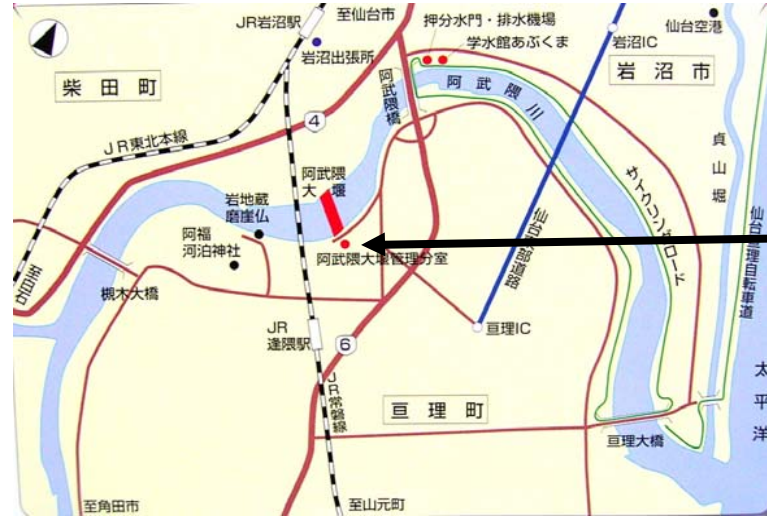 JR岩沼駅
至仙台市
押分水門・排水機場
学水館あぶくま
岩沼IC
仙台空港
岩沼出張所
柴田町
岩沼市
阿武隈橋
阿武隈川
貞山堀
4
JR東北本線
阿武隈
大堰
岩地蔵
磨崖仏
サイクリングロード
阿福
河泊神社
仙台東部道路
仙台亘理自転車道
阿武隈大堰管理分室
至白石
槻木大橋
JR
逢隈駅
亘理IC
6
JR常磐線
亘理町
太平洋
亘理大橋
至角田市
至山元町